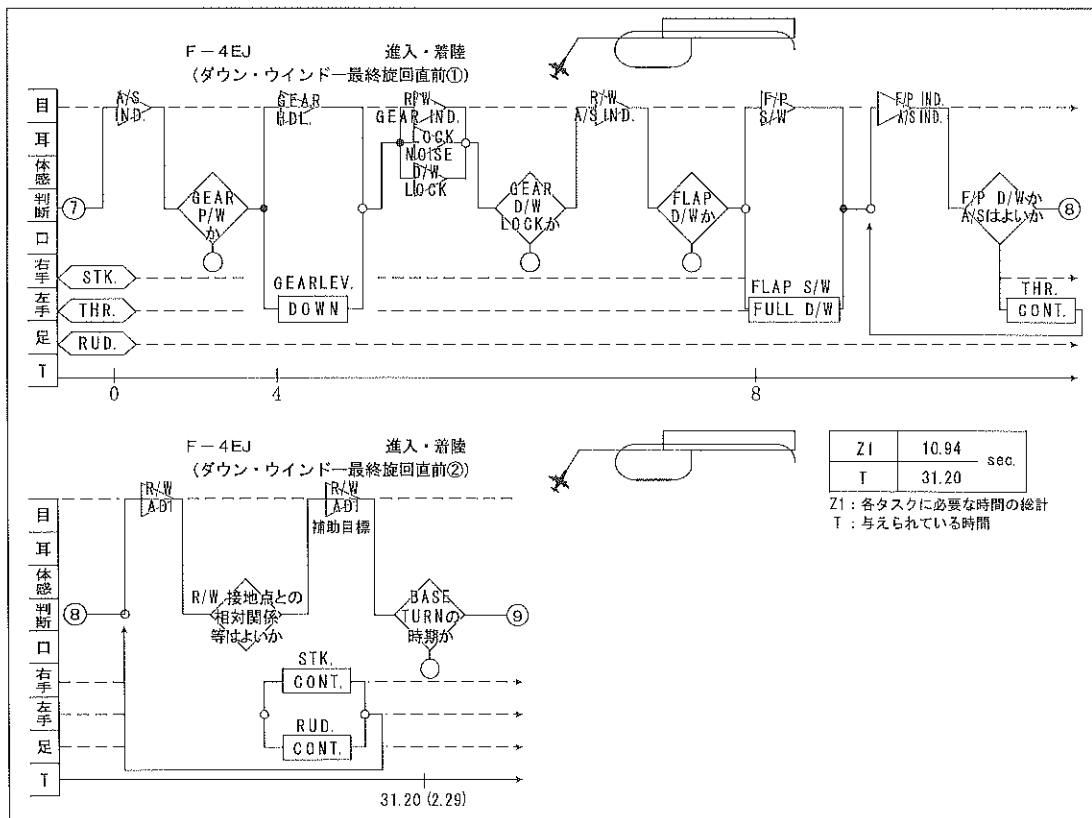 F-4EJ 進入・着陸
(ダウン・ウインドー最終旋回直前①)
目
耳
体感
判断
口
右手
左手
足
T
A/S
IND.
GEAR
HDL.
R/W
GEAR IND.
LOCK
NOISE
D/W
LOCK
R/W
A/S IND.
F/P
S/W
F/P IND.
A/S IND.
⑦
GEAR
P/W
か
GEAR
D/W
LOCKか
FLAP
D/Wか
F/P D/Wか
A/Sはよいか
⑧
STK.
THR.
RUD.
GEARLEV.
DOWN
FLAP S/W
FULL D/W
THR.
CONT.
0
4
8
F-4EJ 進入・着陸
(ダウン・ウインドー最終旋回直前②)
目
耳
体感
判断
口
右手
左手
足
T
R/W
ADI
R/W
ADI
補助目標
⑧
R/W 接地点との
相対関係
等はよいか
BASE
TURNの
時期か
⑨
STK.
CONT.
RUD.
CONT.
31.20 (2.29)
Z1 10.94 sec.
T 31.20
Z1：各タスクに必要な時間の総計
T：与えられている時間